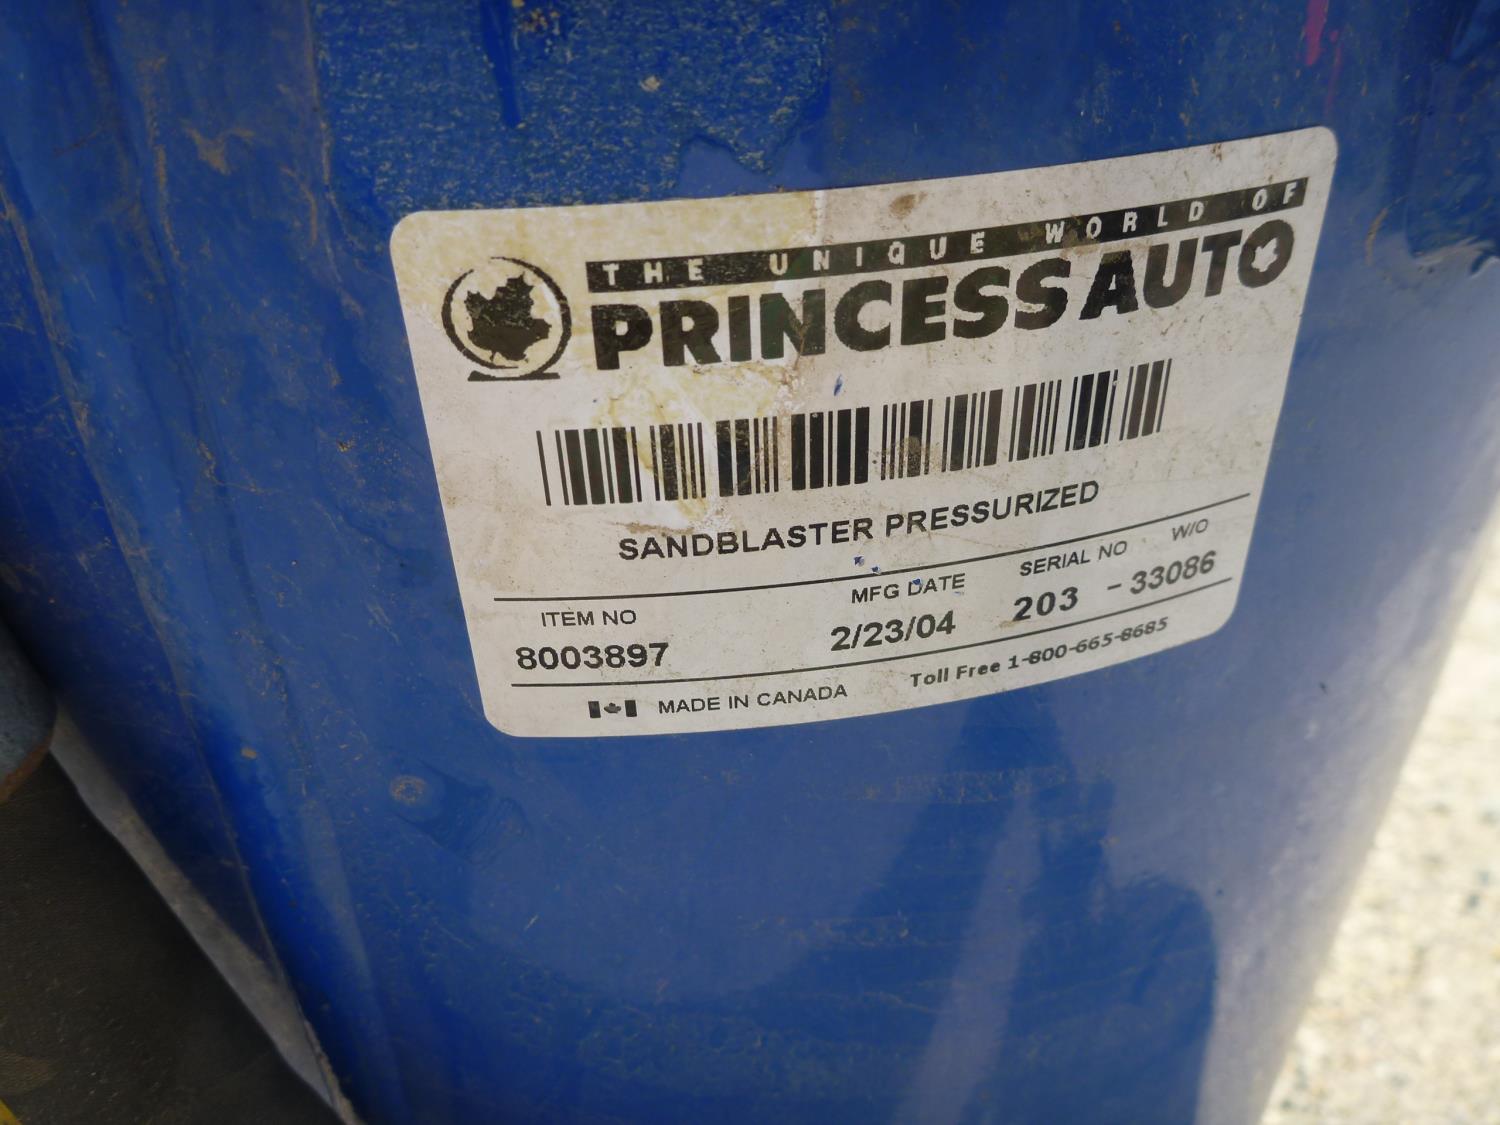 THE UNIQUE WORLD OF
PRINCESS AUTO
SANDBLASTER PRESSURIZED
ITEM NO MFG DATE SERIAL NO W/O
8003897 2/23/04 203 - 33086
MADE IN CANADA Toll Free 1-800-665-8685